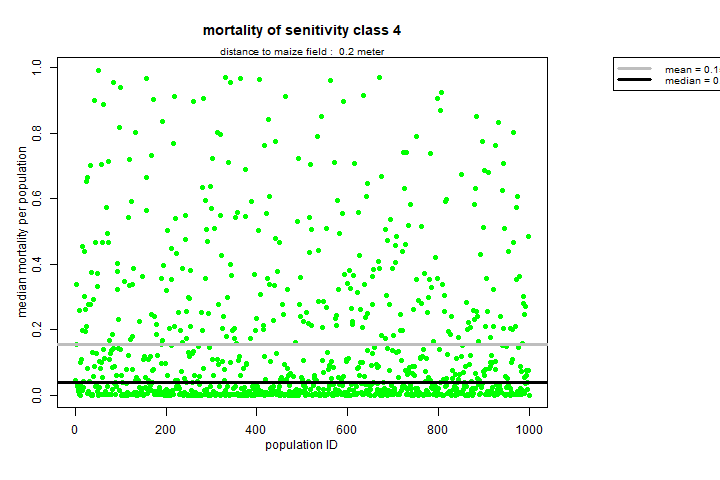 mortality of senitivity class 4
distance to maize field :  0.2 meter
mean = 0.1
median = 0
median mortality per population
1.0
0.8
0.6
0.4
0.2
0.0
0
200
400
600
800
1000
population ID